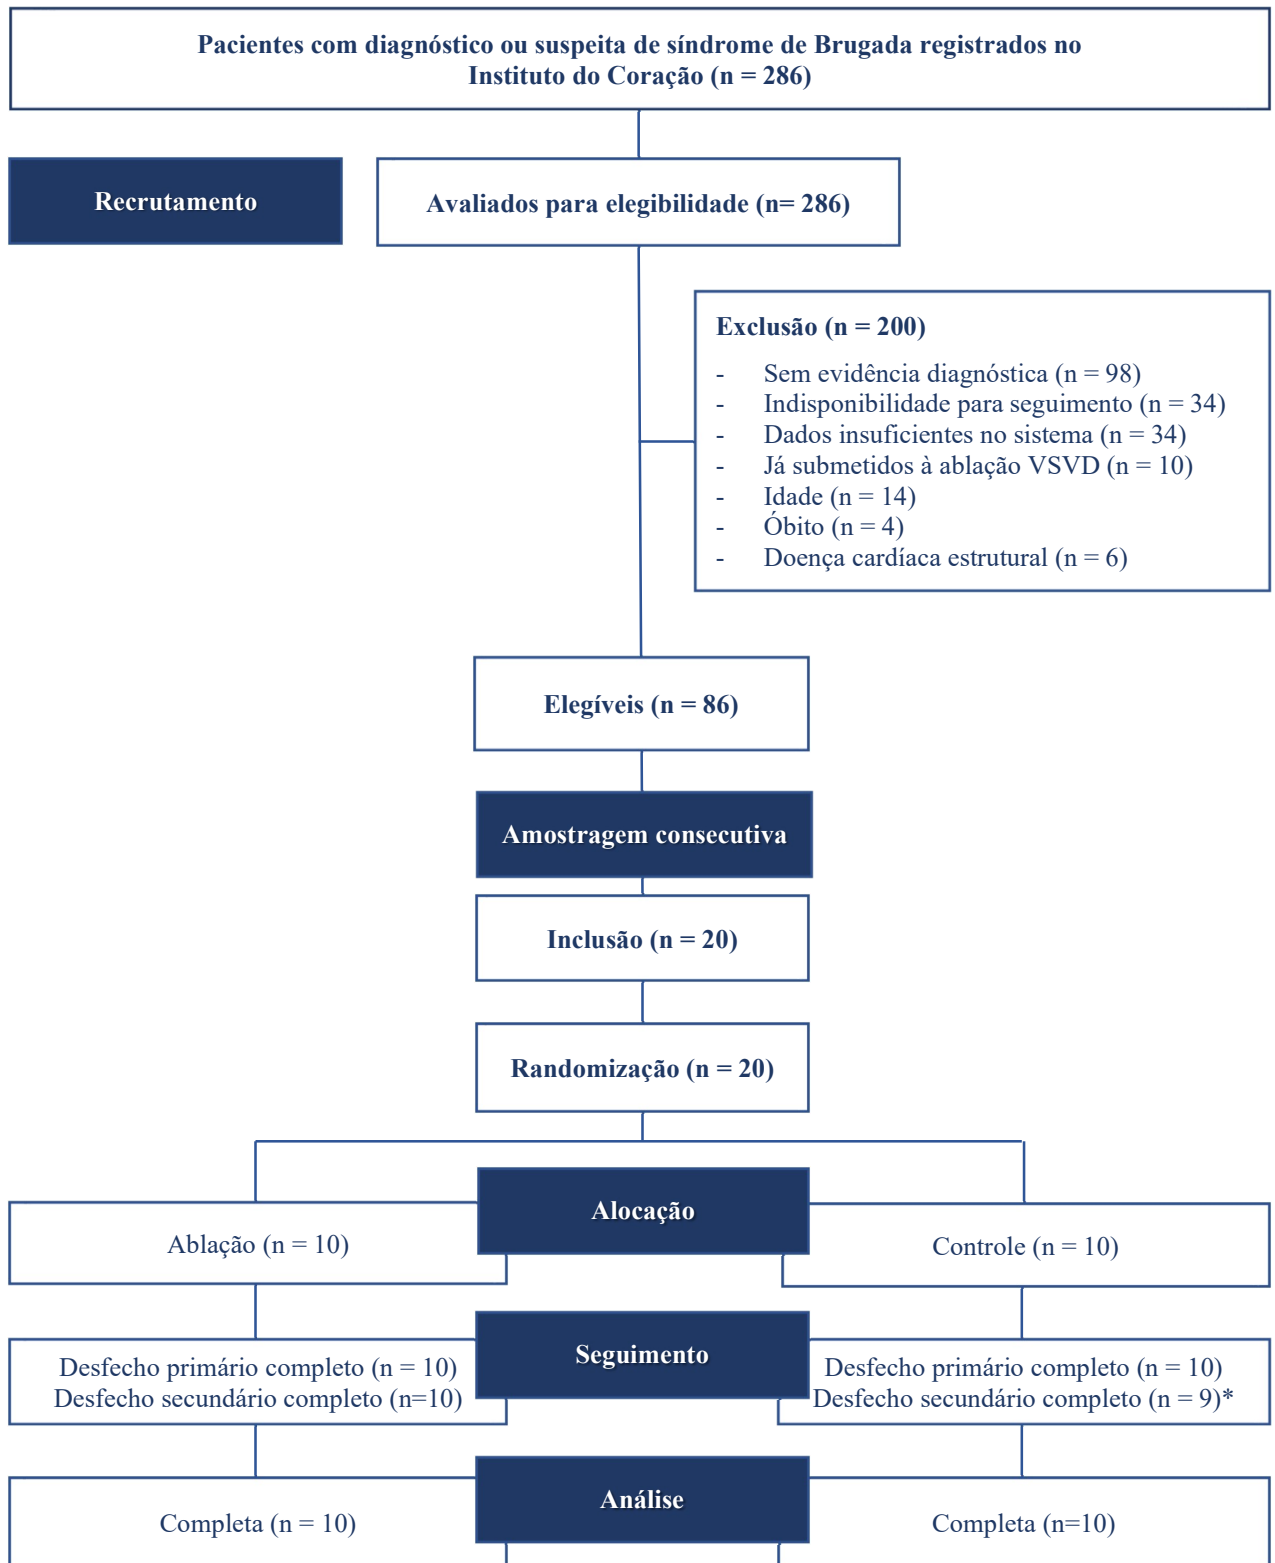 Pacientes com diagnóstico ou suspeita de síndrome de Brugada registrados no
Instituto do Coração (n = 286)
Recrutamento
Avaliados para elegibilidade (n= 286)
Exclusão (n = 200)
- Sem evidência diagnóstica (n = 98)
- Indisponibilidade para seguimento (n = 34)
- Dados insuficientes no sistema (n = 34)
- Já submetidos à ablação VSVD (n = 10)
- Idade (n = 14)
- Óbito (n = 4)
- Doença cardíaca estrutural (n = 6)
Elegíveis (n = 86)
Amostragem consecutiva
Inclusão (n = 20)
Randomização (n = 20)
Alocação
Ablação (n = 10)
Controle (n = 10)
Seguimento
Desfecho primário completo (n = 10)
Desfecho secundário completo (n=10)
Desfecho primário completo (n = 10)
Desfecho secundário completo (n = 9)*
Análise
Completa (n = 10)
Completa (n=10)